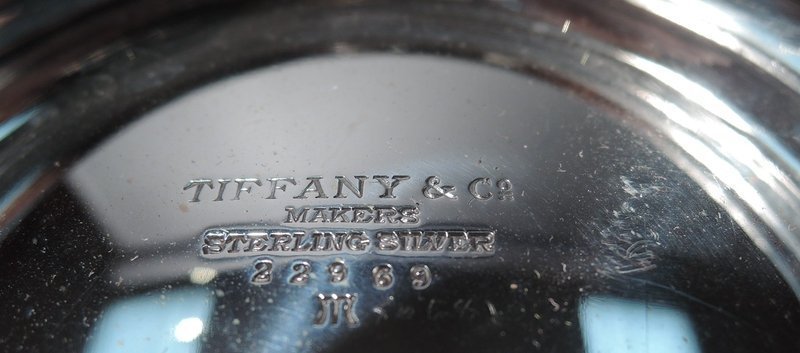 TIFFANY & Co
MAKERS
STERLING SILVER
22969
M